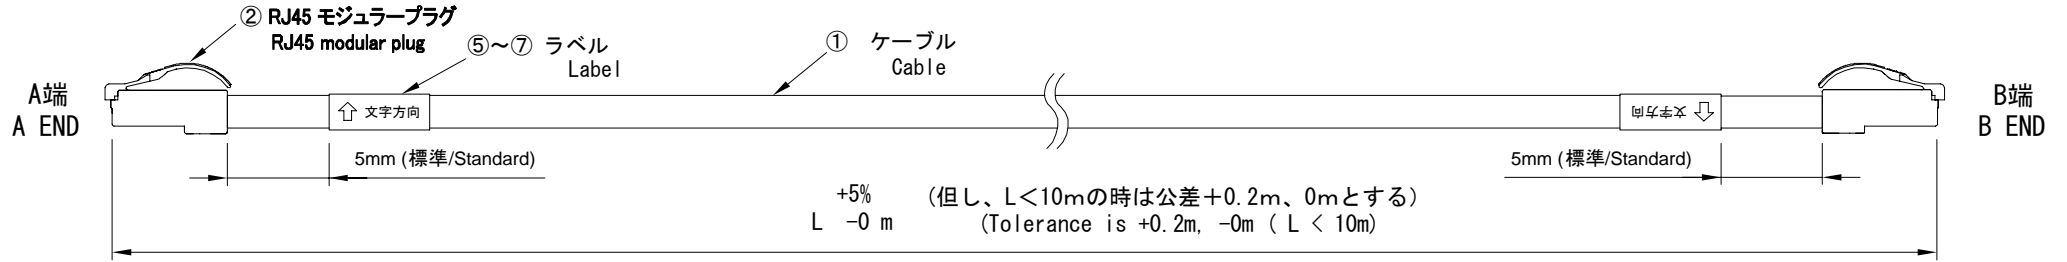 ② RJ45 モジュラープラグ
RJ45 modular plug
⑤～⑦ ラベル
Label
① ケーブル
Cable
A端
A END
⇧ 文字方向
⇧ 文字方向
B端
B END
5mm (標準/Standard)
5mm (標準/Standard)
+5% （但し、L＜10mの時は公差＋0.2m、0mとする）
L -0 m (Tolerance is +0.2m, -0m ( L < 10m)